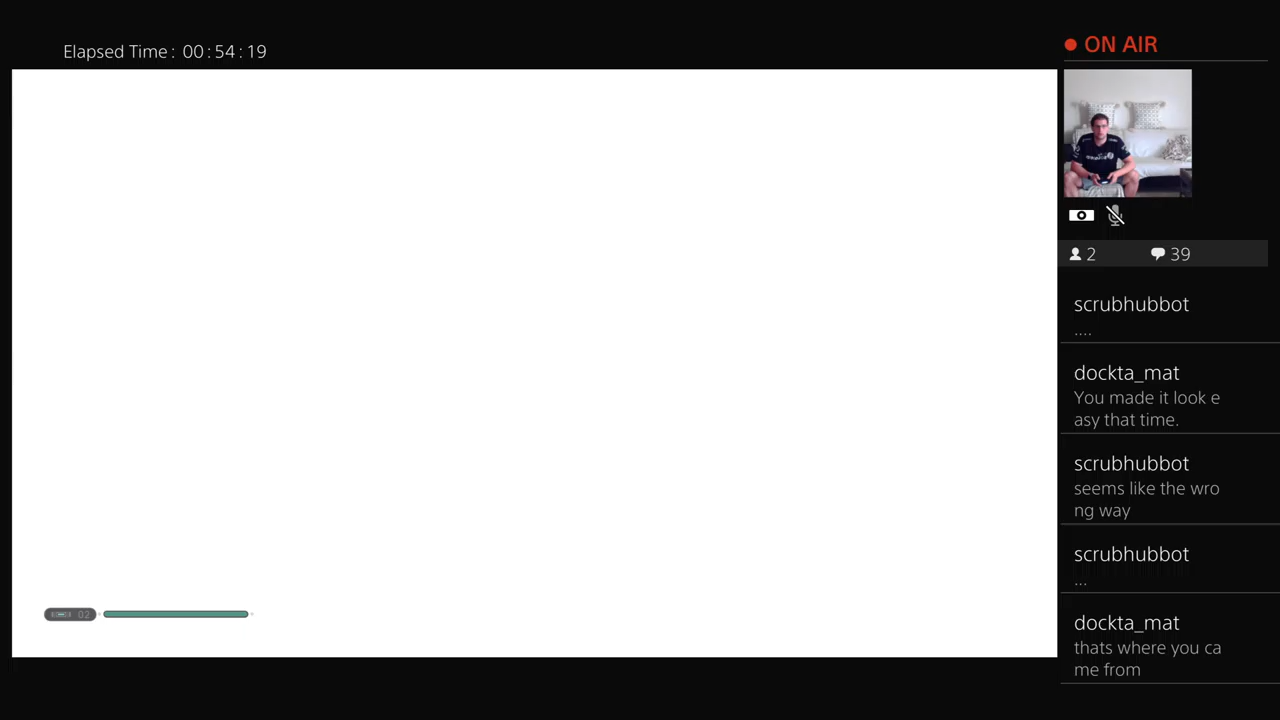 Elapsed Time: 00:54:19
ON AIR
2 39
scrubhubbot
....
dockta_mat
You made it look e
asy that time.
scrubhubbot
seems like the wro
ng way
scrubhubbot
...
dockta_mat
thats where you ca
me from
02